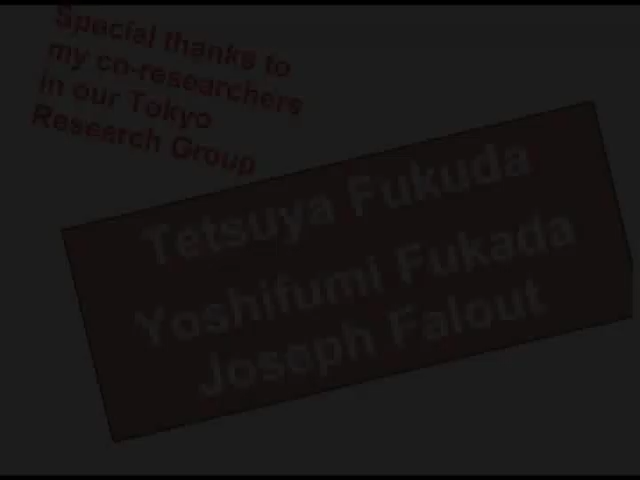 Special thanks to
my co-researchers
in our Tokyo
Research Group
Tetsuya Fukuda
Yoshifumi Fukada
Joseph Falout